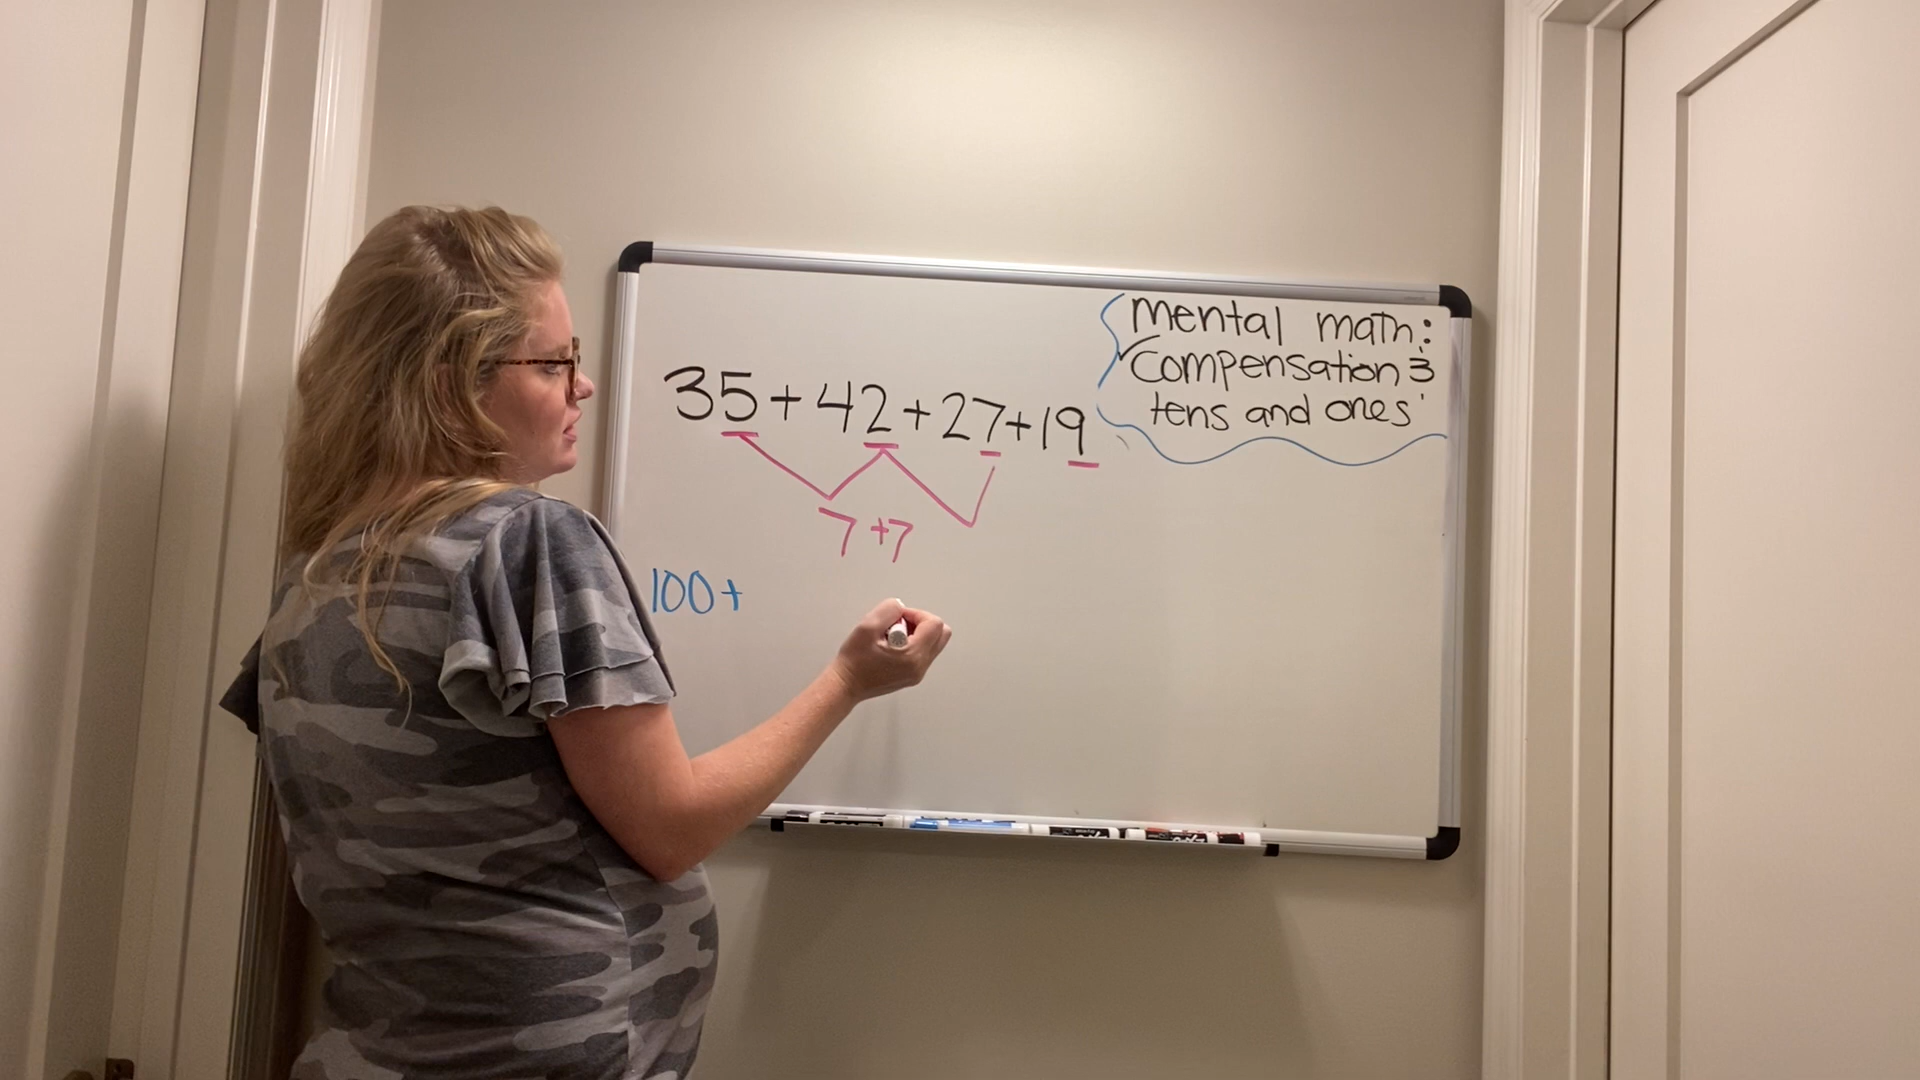 mental math:
compensation &
tens and ones
35+42+27+19
7+7
100+